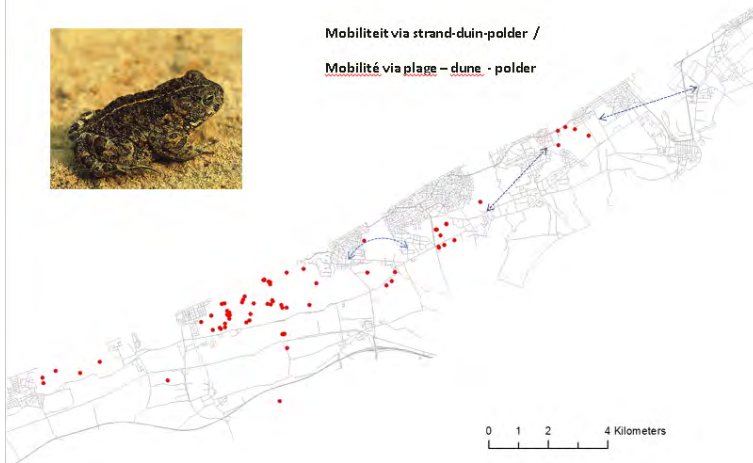 Mobiliteit via strand-duin-polder /
Mobilité via plage – dune - polder
0 1 2 4 Kilometers